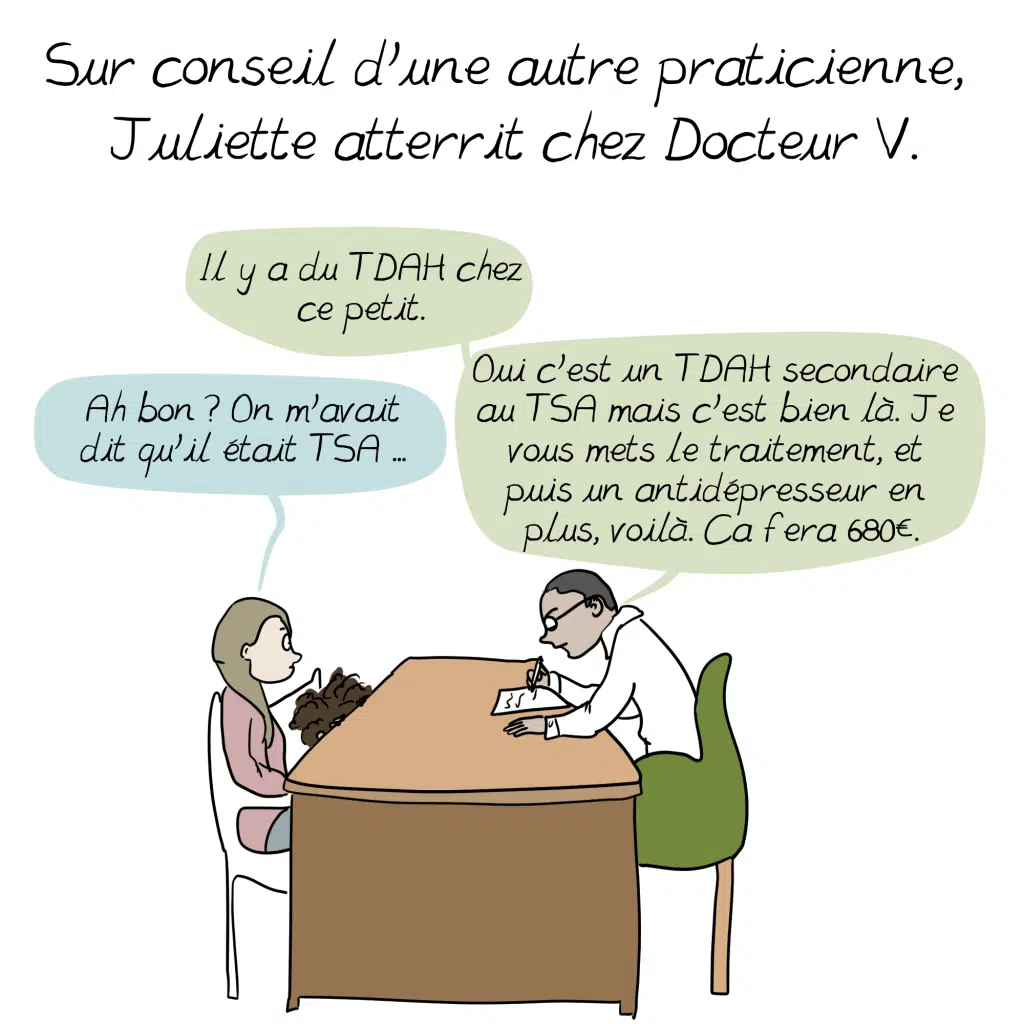 Sur conseil d'une autre praticienne,
Juliette atterrit chez Docteur V.
Il y a du TDAH chez
ce petit.
Ah bon ? On m'avait
dit qu'il était TSA ...
Oui c'est un TDAH secondaire
au TSA mais c'est bien là. Je
vous mets le traitement, et
puis un antidépresseur en
plus, voilà. Ca fera 680€.